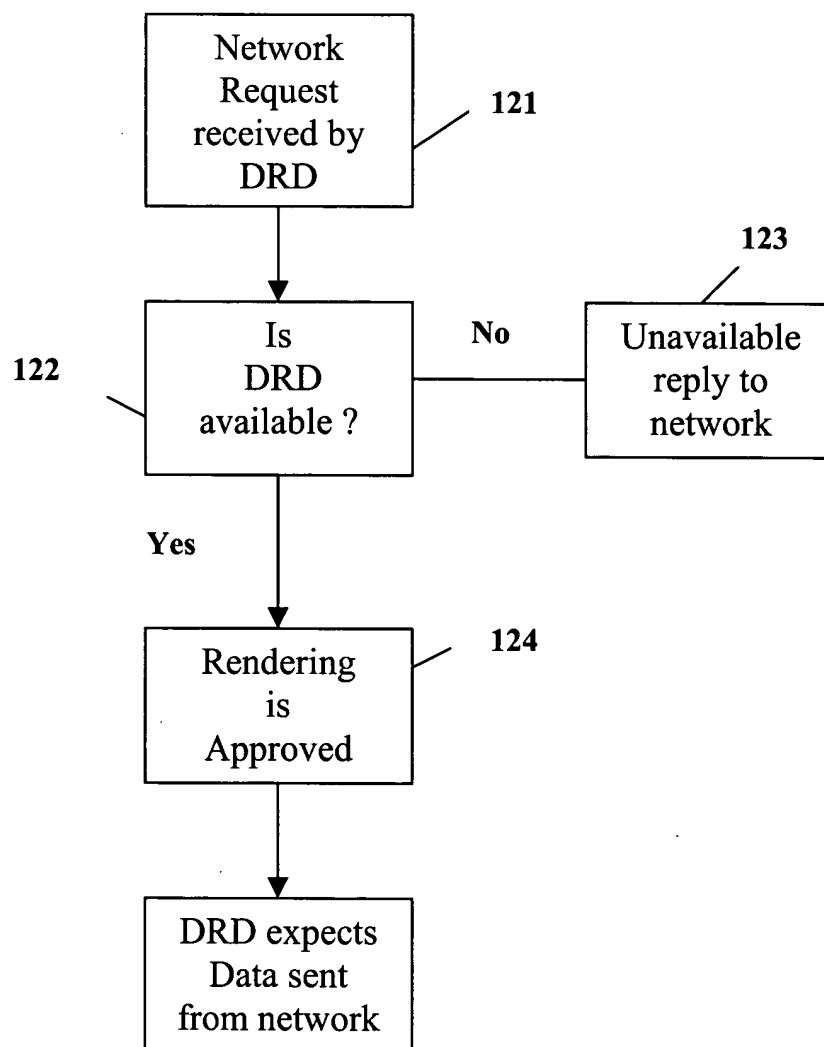 Network
Request
received by
DRD
121
123
Is
DRD
available ?
122
No
Unavailable
reply to
network
Yes
124
Rendering
is
Approved
DRD expects
Data sent
from network